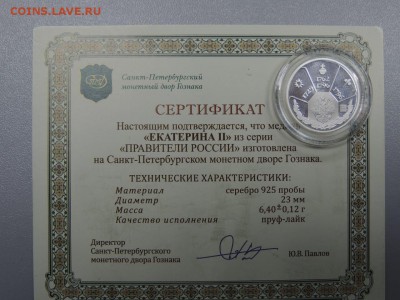 COINS.LAVE.RU
Санкт-Петербургский
монетный двор Гознака
СЕРТИФИКАТ
Настоящим подтверждается, что мед
«ЕКАТЕРИНА II» из серии
«ПРАВИТЕЛИ РОССИИ» изготовлена
на Санкт-Петербургском монетном дворе Гознака.
ТЕХНИЧЕСКИЕ ХАРАКТЕРИСТИКИ:
Материал серебро 925 пробы
Диаметр 23 мм
Масса 6,40±0,12 г
Качество исполнения пруф-лайк
Директор
Санкт-Петербургского
монетного двора Гознака Ю.В. Павлов